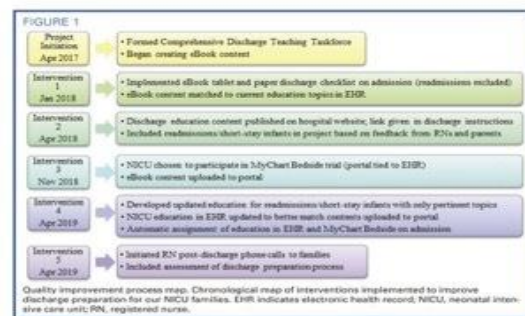 FIGURE 1
Project
Initiation
Apr 2017
• Formed Comprehensive Discharge Teaching Taskforce
• Began creating eBook content
Intervention
1
Jan 2018
• Implemented eBook tablet and paper discharge checklist on admission (readmissions excluded)
• eBook content matched to current education topics in EHR
Intervention
2
Apr 2018
• Discharge education content published on hospital website; link given in discharge instructions
• Included readmissions/short-stay infants in project based on feedback from RNs and parents
Intervention
3
Nov 2018
• NICU chosen to participate in MyChart Bedside trial (portal tied to EHR)
• eBook content uploaded to portal
Intervention
4
Apr 2019
• Developed updated education for readmissions/short-stay infants with only pertinent topics
• NICU education in EHR updated to better match contents uploaded to portal
• Automatic assignment of education in EHR and MyChart Bedside on admission
Intervention
5
Apr 2019
• Initiated RN post-discharge phone calls to families
• Included assessment of discharge preparation process
Quality improvement process map. Chronological map of interventions implemented to improve
discharge preparation for our NICU families. EHR indicates electronic health record; NICU, neonatal inten-
sive care unit; RN, registered nurse.